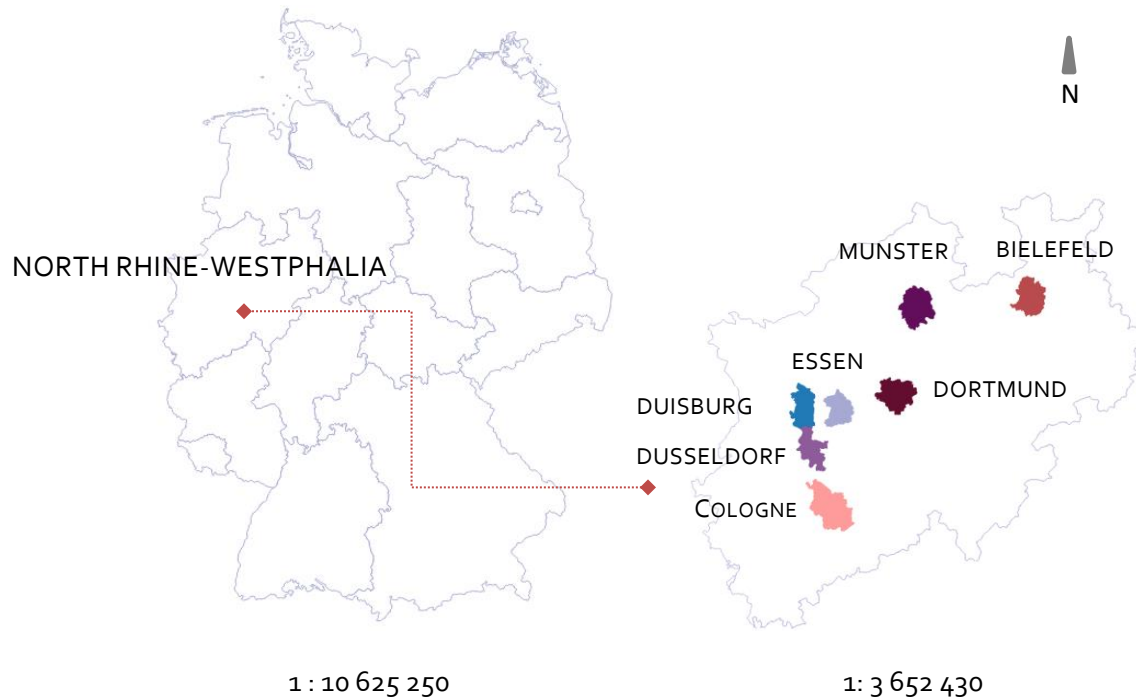 N
NORTH RHINE-WESTPHALIA
MUNSTER
BIELEFELD
ESSEN
DORTMUND
DUISBURG
DUSSELDORF
COLOGNE
1 : 10 625 250
1: 3 652 430